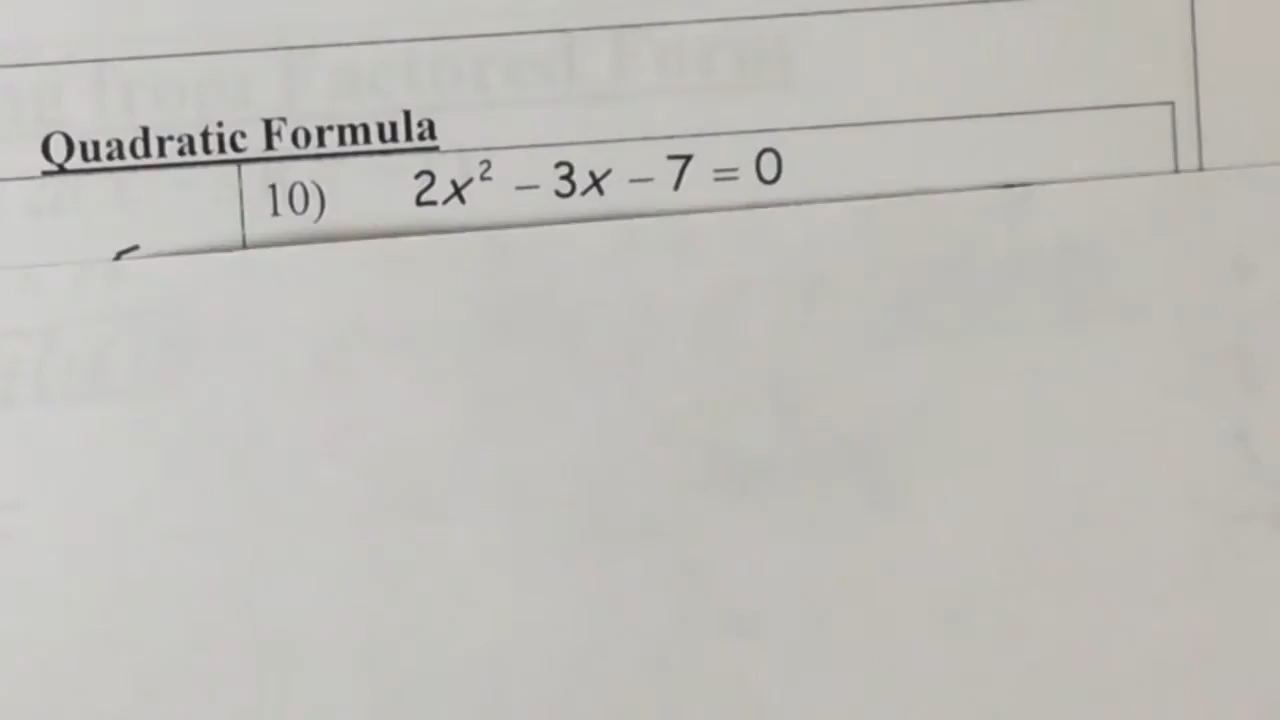 Quadratic Formula
10) 2x² – 3x – 7 = 0